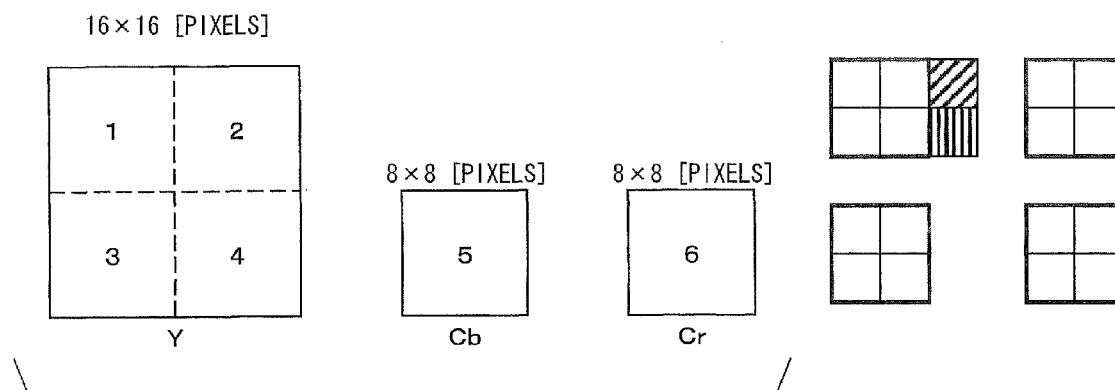 16×16 [PIXELS]
1 2
8×8 [PIXELS] 8×8 [PIXELS]
3 4 5 6
Y Cb Cr